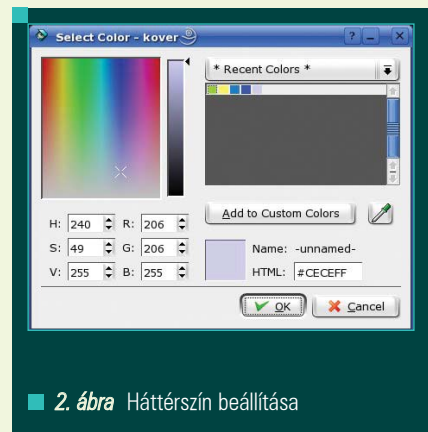 Select Color - kover
* Recent Colors *
Add to Custom Colors
H: 240 R: 206
S: 49 G: 206
V: 255 B: 255
Name: -unnamed-
HTML: #CECEFF
OK Cancel
2. ábra Háttérszín beállítása